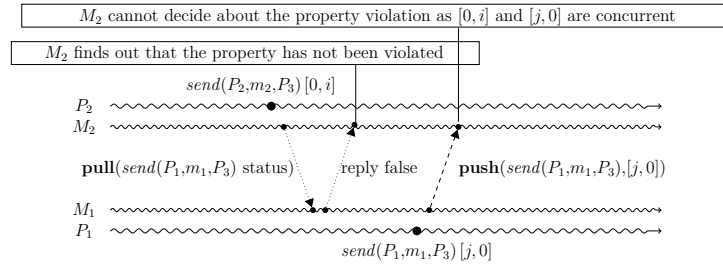 M₂ cannot decide about the property violation as [0, i] and [j, 0] are concurrent
M₂ finds out that the property has not been violated
send(P₂,m₂,P₃) [0, i]
P₂
M₂
pull(send(P₁,m₁,P₃) status) reply false push(send(P₁,m₁,P₃),[j, 0])
M₁
P₁
send(P₁,m₁,P₃) [j, 0]